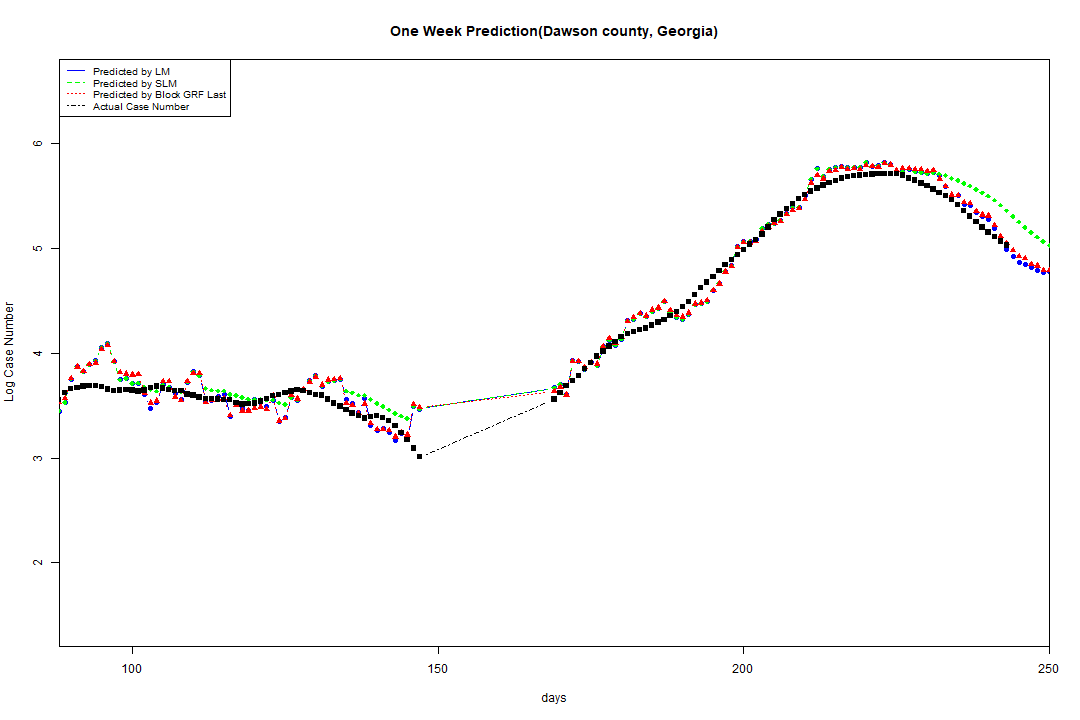 One Week Prediction(Dawson county, Georgia)
Predicted by LM
Predicted by SLM
Predicted by Block GRF Last
Actual Case Number
6
5
4
3
2
Log Case Number
100
150
200
250
days